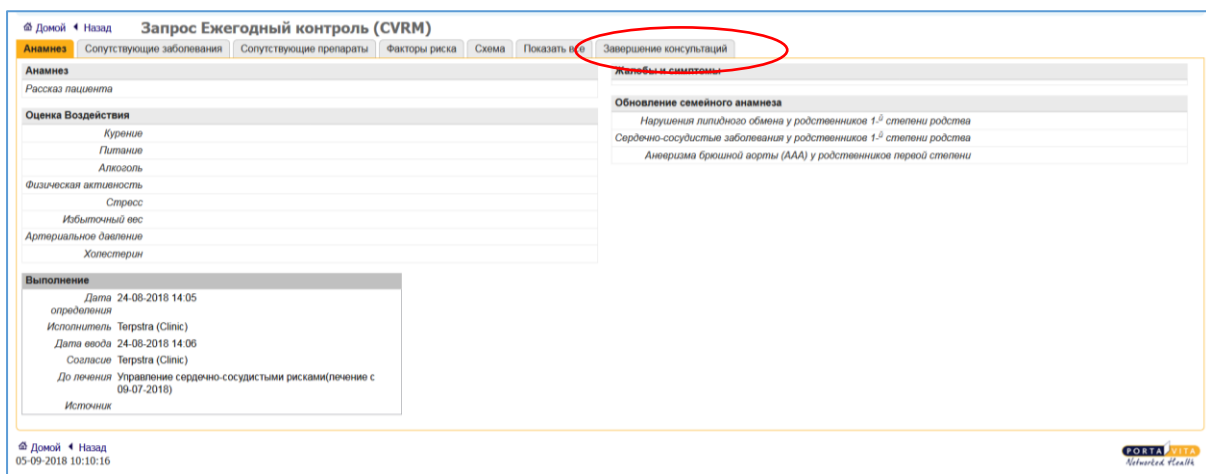 Домой Назад Запрос Ежегодный контроль (CVRM)
Анамнез Сопутствующие заболевания Сопутствующие препараты Факторы риска Схема Показать все Завершение консультаций
Анамнез
Рассказ пациента
Оценка Воздействия
Курение
Питание
Алкоголь
Физическая активность
Стресс
Избыточный вес
Артериальное давление
Холестерин
Жалобы и симптомы
Обновление семейного анамнеза
Нарушения липидного обмена у родственников 1-й степени родства
Сердечно-сосудистые заболевания у родственников 1-й степени родства
Аневризма брюшной аорты (AAA) у родственников первой степени
Выполнение
Дата 24-08-2018 14:05
определения
Исполнитель Terpstra (Clinic)
Дата ввода 24-08-2018 14:06
Согласие Terpstra (Clinic)
До лечения Управление сердечно-сосудистыми рисками(лечение с
09-07-2018)
Источник
Домой Назад
05-09-2018 10:10:16
PORTAVITA
Networked Health